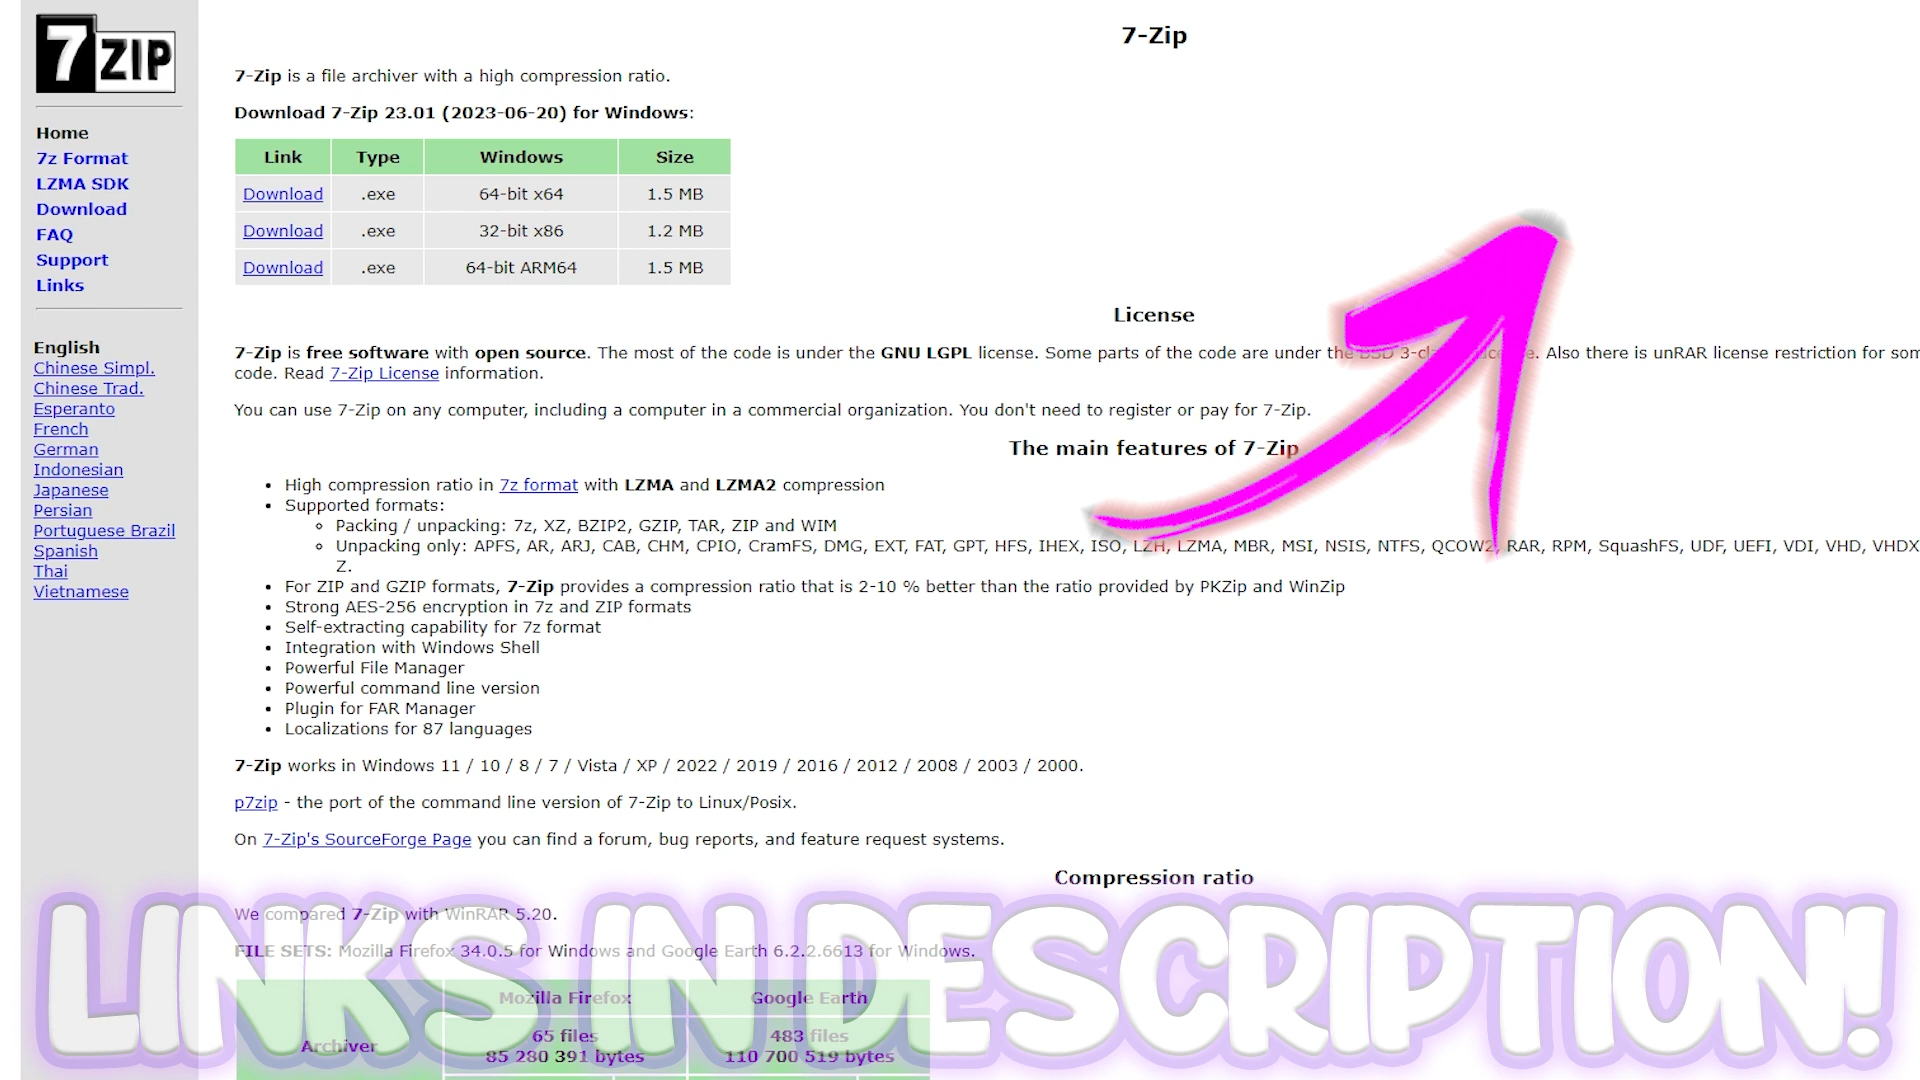 7ZIP
Home
7z Format
LZMA SDK
Download
FAQ
Support
Links
English
Chinese Simpl.
Chinese Trad.
Esperanto
French
German
Indonesian
Japanese
Persian
Portuguese Brazil
Spanish
Thai
Vietnamese
7-Zip
7-Zip is a file archiver with a high compression ratio.
Download 7-Zip 23.01 (2023-06-20) for Windows:
Link Type Windows Size
Download .exe 64-bit x64 1.5 MB
Download .exe 32-bit x86 1.2 MB
Download .exe 64-bit ARM64 1.5 MB
License
7-Zip is free software with open source. The most of the code is under the GNU LGPL license. Some parts of the code are under the BSD 3-clause License. Also there is unRAR license restriction for som
code. Read 7-Zip License information.
You can use 7-Zip on any computer, including a computer in a commercial organization. You don't need to register or pay for 7-Zip.
The main features of 7-Zip
• High compression ratio in 7z format with LZMA and LZMA2 compression
• Supported formats:
Packing / unpacking: 7z, XZ, BZIP2, GZIP, TAR, ZIP and WIM
Unpacking only: APFS, AR, ARJ, CAB, CHM, CPIO, CramFS, DMG, EXT, FAT, GPT, HFS, IHEX, ISO, LZH, LZMA, MBR, MSI, NSIS, NTFS, QCOW2, RAR, RPM, SquashFS, UDF, UEFI, VDI, VHD, VHDX
Z.
• For ZIP and GZIP formats, 7-Zip provides a compression ratio that is 2-10 % better than the ratio provided by PKZip and WinZip
• Strong AES-256 encryption in 7z and ZIP formats
• Self-extracting capability for 7z format
• Integration with Windows Shell
• Powerful File Manager
• Powerful command line version
• Plugin for FAR Manager
• Localizations for 87 languages
7-Zip works in Windows 11 / 10 / 8 / 7 / Vista / XP / 2022 / 2019 / 2016 / 2012 / 2008 / 2003 / 2000.
p7zip - the port of the command line version of 7-Zip to Linux/Posix.
On 7-Zip's SourceForge Page you can find a forum, bug reports, and feature request systems.
Compression ratio
We compared 7-Zip with WinRAR 5.20.
FILE SETS: Mozilla Firefox 34.0.5 for Windows and Google Earth 6.2.2.6613 for Windows.
Mozilla Firefox Google Earth
Archiver
65 files 483 files
85 280 391 bytes 110 700 519 bytes
LINKS IN DESCRIPTION!